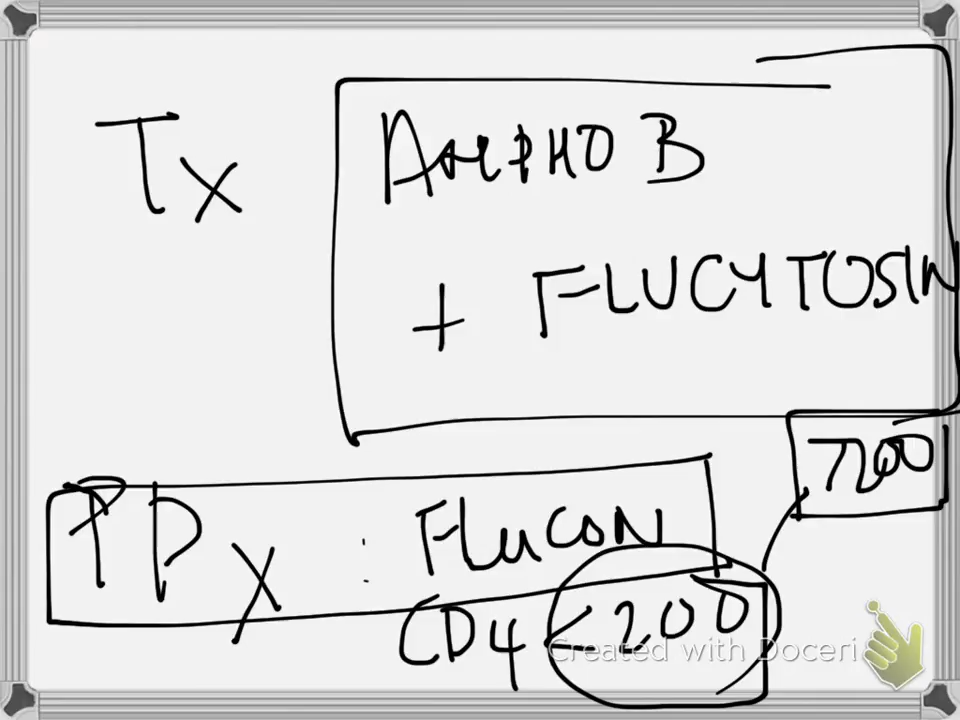 Tx AMPHO B
+ FLUCYTOSIN
>200
PPx : FLuCON
CD4 < 200
Created with Doceri